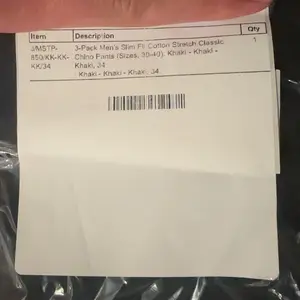 Item Description Qty
J/MSTP- 3-Pack Men's Slim Fit Cotton Stretch Classic 1
850/KK-KK- Chino Pants (Sizes, 30-40). Khaki - Khaki -
KK/34 Khaki, 34
Khaki - Khaki - Khaki, 34